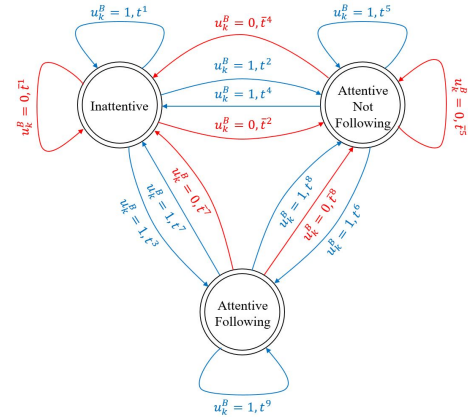 u_k^B = 1, t^1
u_k^B = 0, t̄^4
u_k^B = 1, t^5
u_k^B = 0, t̄^1
Inattentive
u_k^B = 1, t^2
u_k^B = 1, t^4
u_k^B = 0, t̄^2
Attentive
Not
Following
u_k^B = 0, t̄^5
u_k^B = 1, t^3
u_k^B = 1, t^7
u_k^B = 0, t̄^7
u_k^B = 1, t^8
u_k^B = 0, t̄^8
u_k^B = 1, t^6
Attentive
Following
u_k^B = 1, t^9